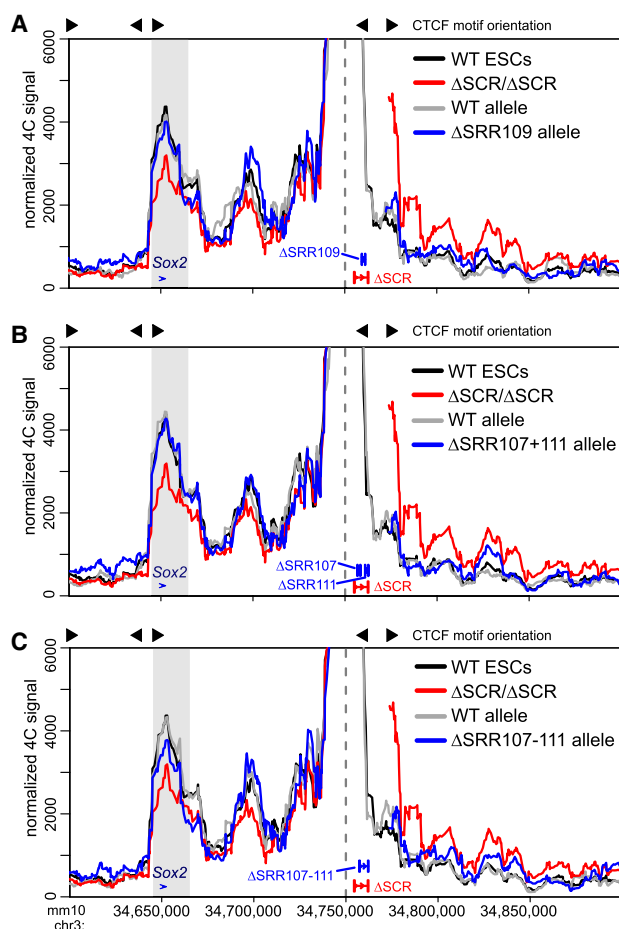 A
CTCF motif orientation
6000
4000
2000
0
normalized 4C signal
WT ESCs
ΔSCR/ΔSCR
WT allele
ΔSRR109 allele
ΔSRR109
Sox2
ΔSCR
B
CTCF motif orientation
6000
4000
2000
0
normalized 4C signal
WT ESCs
ΔSCR/ΔSCR
WT allele
ΔSRR107+111 allele
ΔSRR107
Sox2
ΔSRR111
ΔSCR
C
CTCF motif orientation
6000
4000
2000
0
normalized 4C signal
WT ESCs
ΔSCR/ΔSCR
WT allele
ΔSRR107-111 allele
ΔSRR107-111
Sox2
ΔSCR
mm10
chr3:
34,650,000 34,700,000 34,750,000 34,800,000 34,850,000